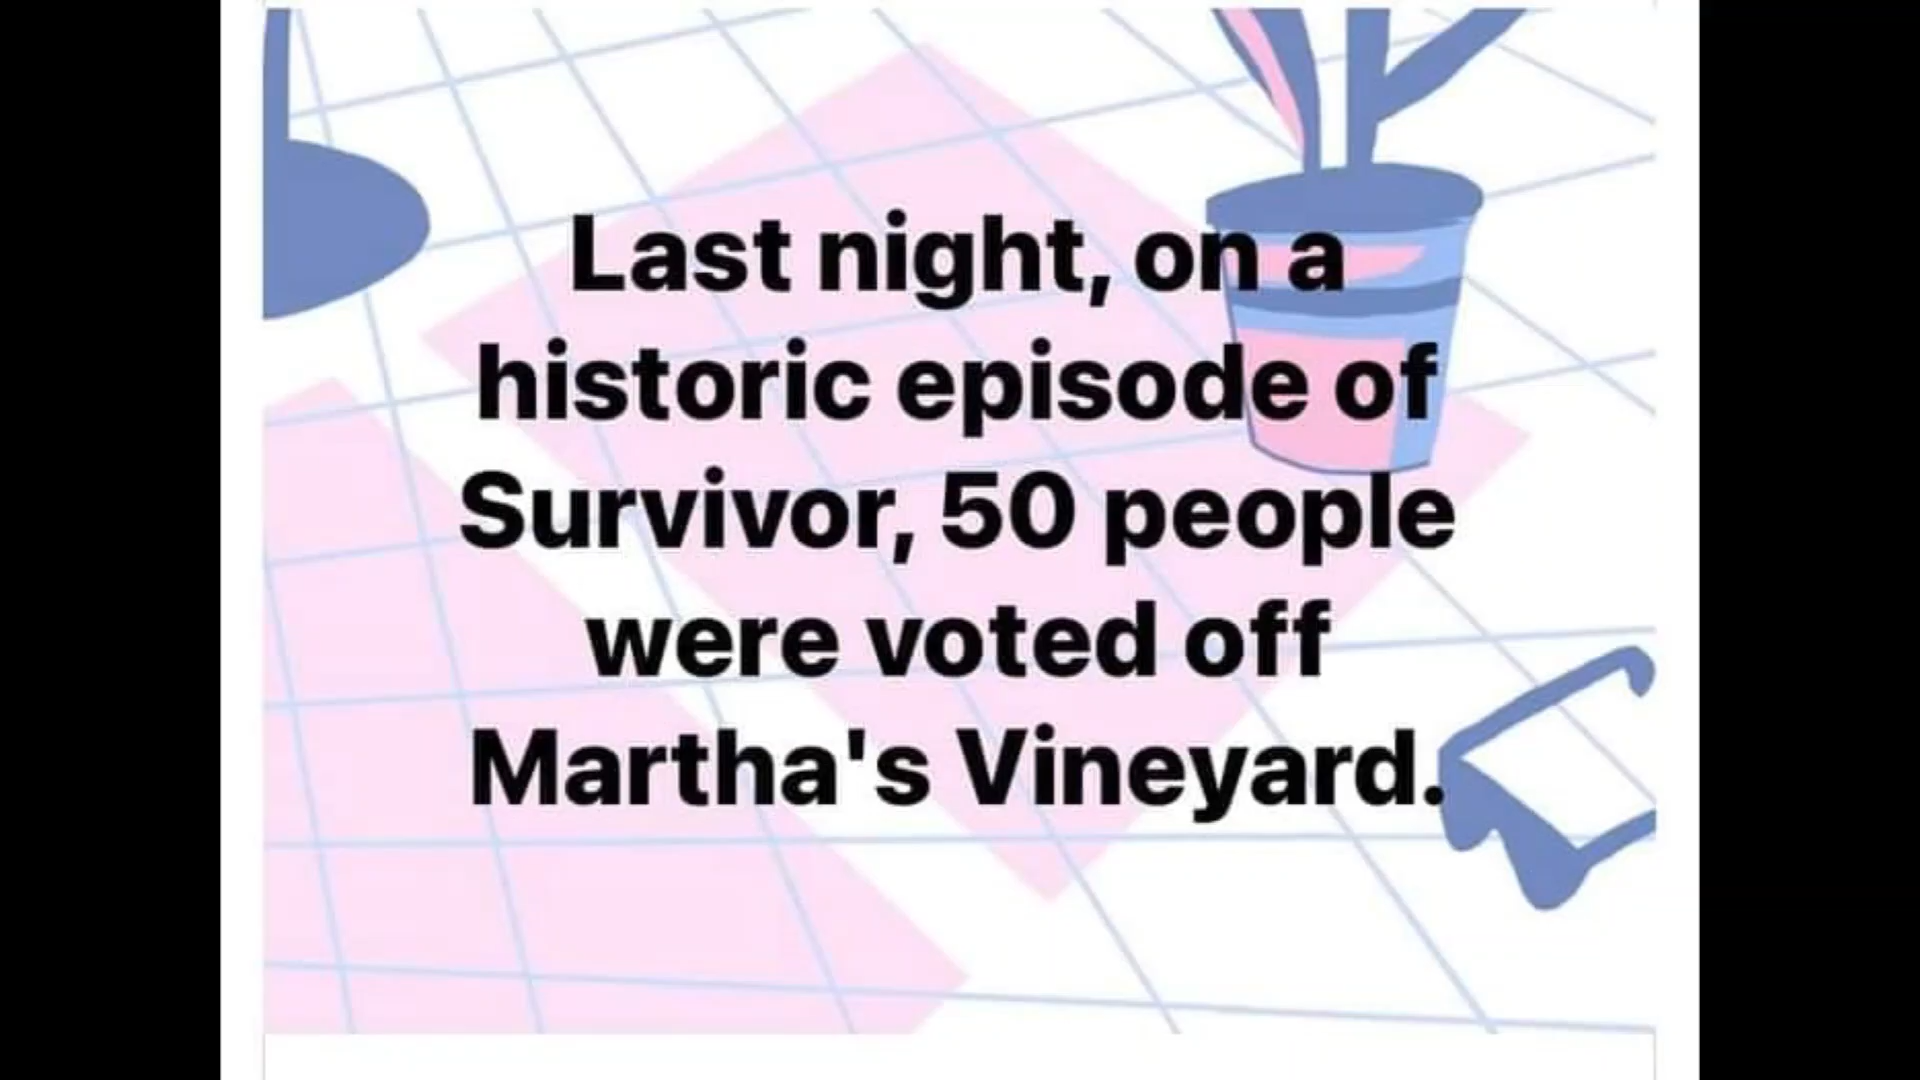 Last night, on a
historic episode of
Survivor, 50 people
were voted off
Martha's Vineyard.